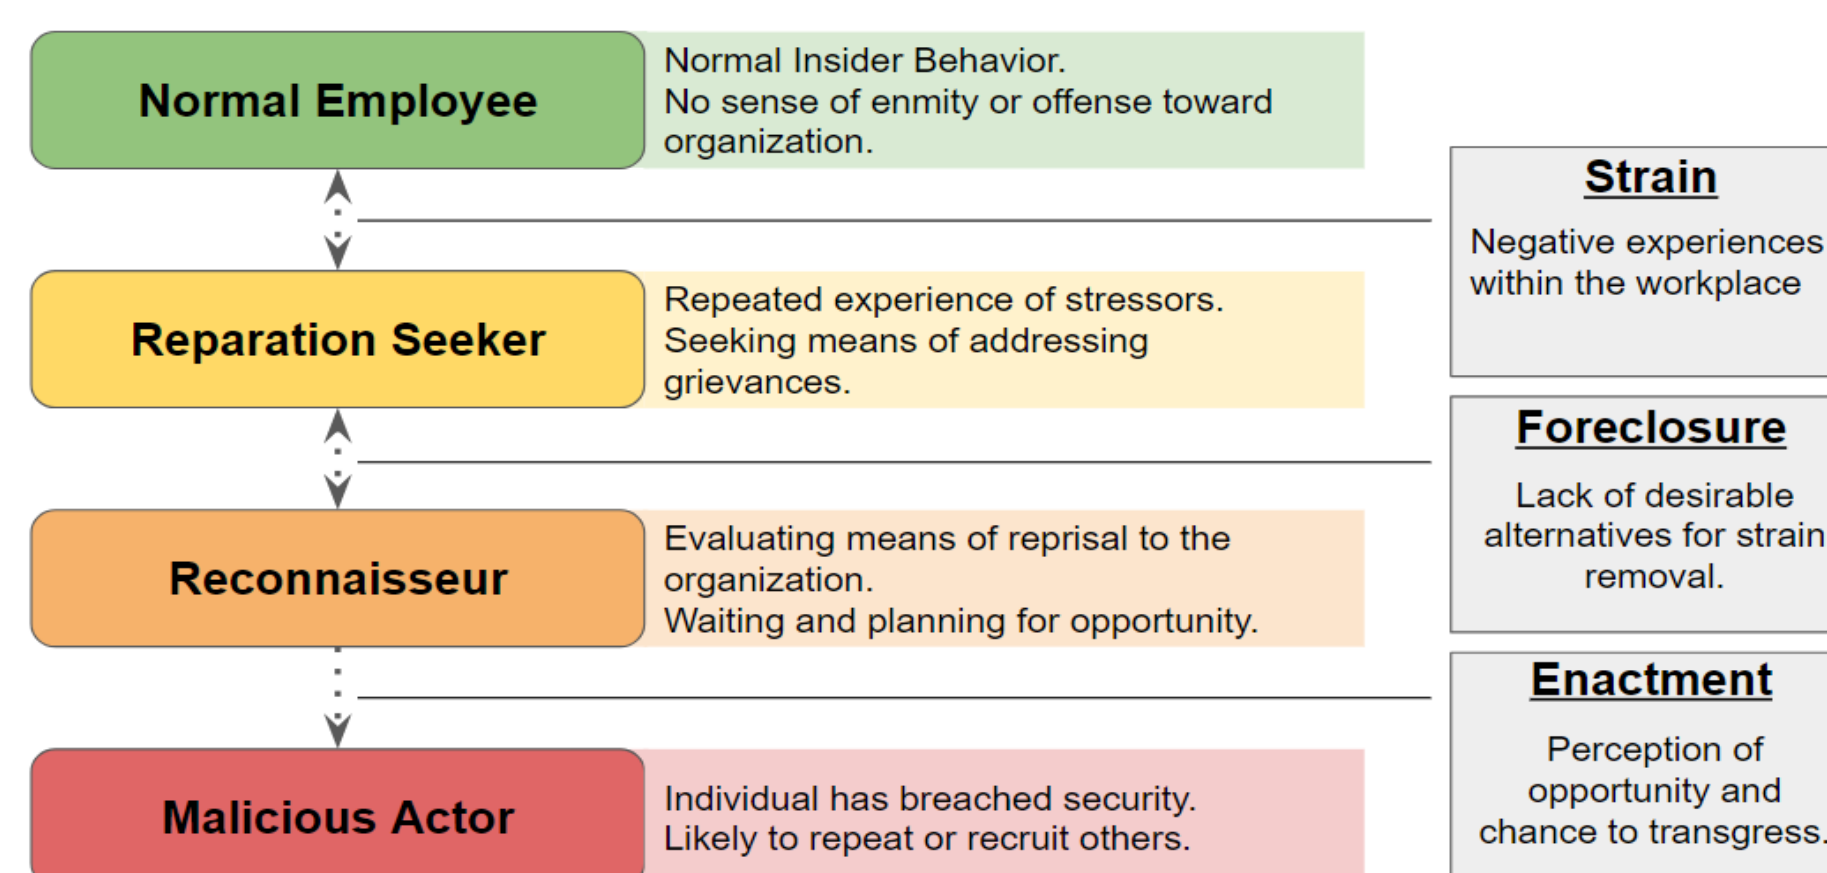 Normal Employee
Normal Insider Behavior.
No sense of enmity or offense toward
organization.
Strain
Negative experiences
within the workplace
Reparation Seeker
Repeated experience of stressors.
Seeking means of addressing
grievances.
Foreclosure
Lack of desirable
alternatives for strain
removal.
Reconnaisseur
Evaluating means of reprisal to the
organization.
Waiting and planning for opportunity.
Enactment
Perception of
opportunity and
chance to transgress.
Malicious Actor
Individual has breached security.
Likely to repeat or recruit others.